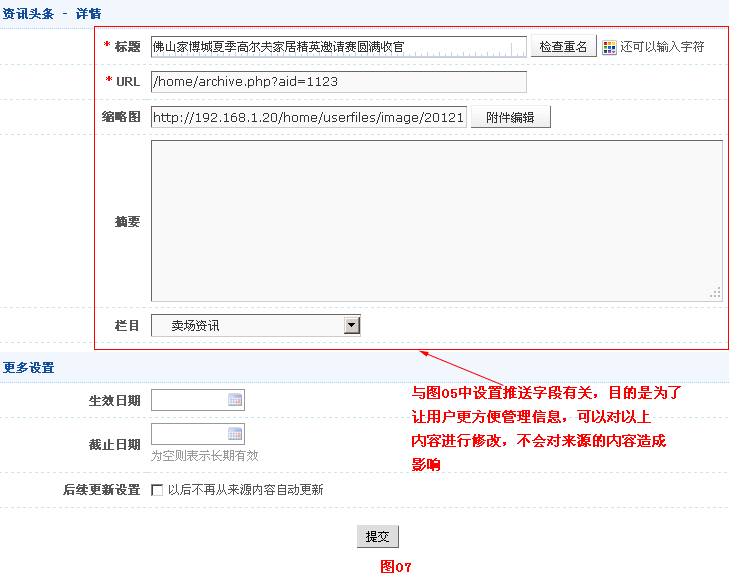 资讯头条 - 详情
* 标题 佛山家博城夏季高尔夫家居精英邀请赛圆满收官 检查重名 还可以输入字符
* URL /home/archive.php?aid=1123
缩略图 http://192.168.1.20/home/userfiles/image/20121 附件编辑
摘要
栏目 卖场资讯
更多设置
与图05中设置推送字段有关，目的是为了
让用户更方便管理信息，可以对以上
内容进行修改，不会对来源的内容造成
影响
生效日期
截止日期
为空则表示长期有效
后续更新设置 以后不再从来源内容自动更新
提交
图07